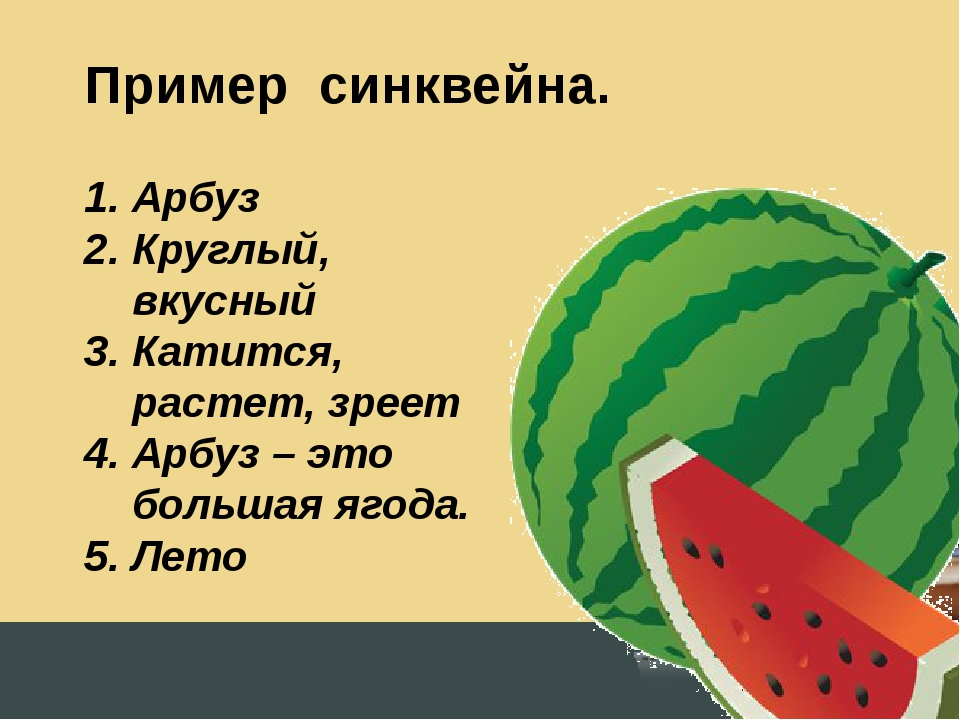 Пример синквейна.
1. Арбуз
2. Круглый,
вкусный
3. Катится,
растет, зреет
4. Арбуз – это
большая ягода.
5. Лето